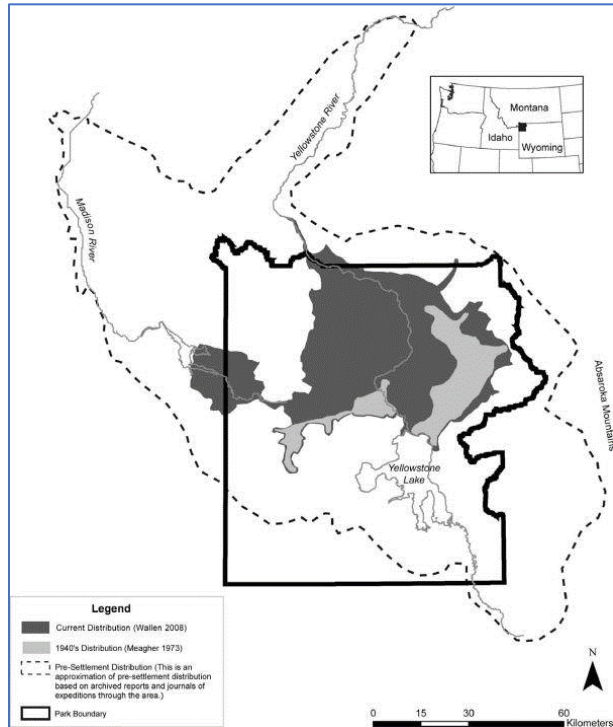 Yellowstone River
Madison River
Montana
Idaho
Wyoming
Absaroka Mountains
Yellowstone
Lake
Legend
Current Distribution (Wallen 2008)
1940's Distribution (Meagher 1973)
Pre-Settlement Distribution (This is an
approximation of pre-settlement distribution
based on archived reports and journals of
expeditions through the area.)
Park Boundary
N
0 15 30 60
Kilometers